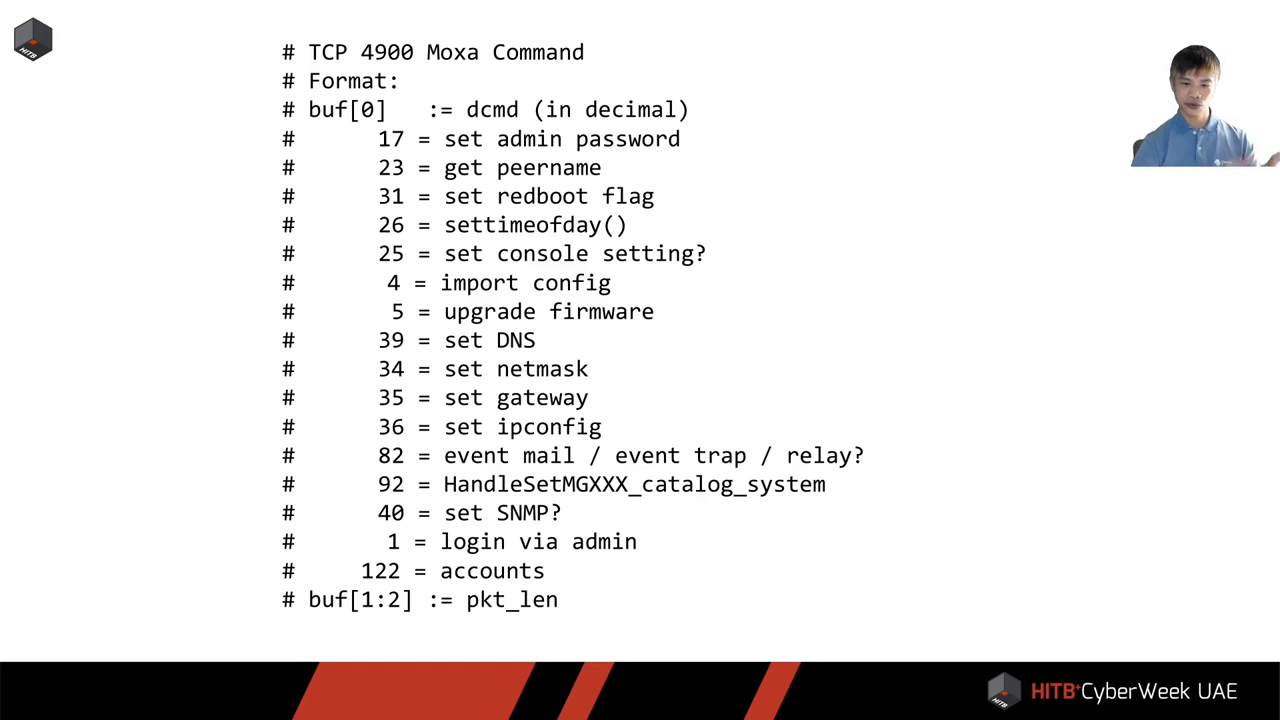 HITB
# TCP 4900 Moxa Command
# Format:
# buf[0] := dcmd (in decimal)
# 17 = set admin password
# 23 = get peername
# 31 = set redboot flag
# 26 = settimeofday()
# 25 = set console setting?
# 4 = import config
# 5 = upgrade firmware
# 39 = set DNS
# 34 = set netmask
# 35 = set gateway
# 36 = set ipconfig
# 82 = event mail / event trap / relay?
# 92 = HandleSetMGXXX_catalog_system
# 40 = set SNMP?
# 1 = login via admin
# 122 = accounts
# buf[1:2] := pkt_len
HITB+CyberWeek UAE